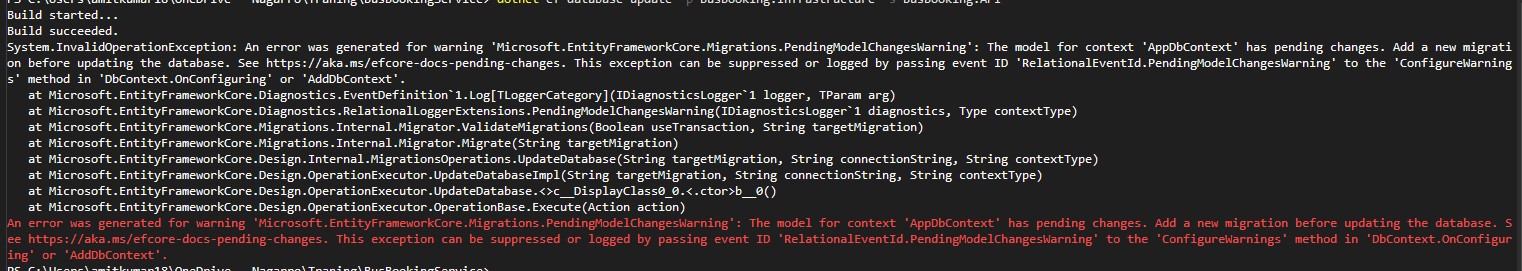 PS C:\Users\amitkumar18\OneDrive - Nagarro\Traning\BusBookingService> dotnet ef database update -p BusBooking.Infrastructure -s BusBooking.Api
Build started...
Build succeeded.
System.InvalidOperationException: An error was generated for warning 'Microsoft.EntityFrameworkCore.Migrations.PendingModelChangesWarning': The model for context 'AppDbContext' has pending changes. Add a new migrati
on before updating the database. See https://aka.ms/efcore-docs-pending-changes. This exception can be suppressed or logged by passing event ID 'RelationalEventId.PendingModelChangesWarning' to the 'ConfigureWarning
s' method in 'DbContext.OnConfiguring' or 'AddDbContext'.
   at Microsoft.EntityFrameworkCore.Diagnostics.EventDefinition`1.Log[TLoggerCategory](IDiagnosticsLogger`1 logger, TParam arg)
   at Microsoft.EntityFrameworkCore.Diagnostics.RelationalLoggerExtensions.PendingModelChangesWarning(IDiagnosticsLogger`1 diagnostics, Type contextType)
   at Microsoft.EntityFrameworkCore.Migrations.Internal.Migrator.ValidateMigrations(Boolean useTransaction, String targetMigration)
   at Microsoft.EntityFrameworkCore.Migrations.Internal.Migrator.Migrate(String targetMigration)
   at Microsoft.EntityFrameworkCore.Design.Internal.MigrationsOperations.UpdateDatabase(String targetMigration, String connectionString, String contextType)
   at Microsoft.EntityFrameworkCore.Design.OperationExecutor.UpdateDatabaseImpl(String targetMigration, String connectionString, String contextType)
   at Microsoft.EntityFrameworkCore.Design.OperationExecutor.UpdateDatabase.<>c__DisplayClass0_0.<.ctor>b__0()
   at Microsoft.EntityFrameworkCore.Design.OperationExecutor.OperationBase.Execute(Action action)
An error was generated for warning 'Microsoft.EntityFrameworkCore.Migrations.PendingModelChangesWarning': The model for context 'AppDbContext' has pending changes. Add a new migration before updating the database. S
ee https://aka.ms/efcore-docs-pending-changes. This exception can be suppressed or logged by passing event ID 'RelationalEventId.PendingModelChangesWarning' to the 'ConfigureWarnings' method in 'DbContext.OnConfigur
ing' or 'AddDbContext'.
PS C:\Users\amitkumar18\OneDrive - Nagarro\Traning\BusBookingService>